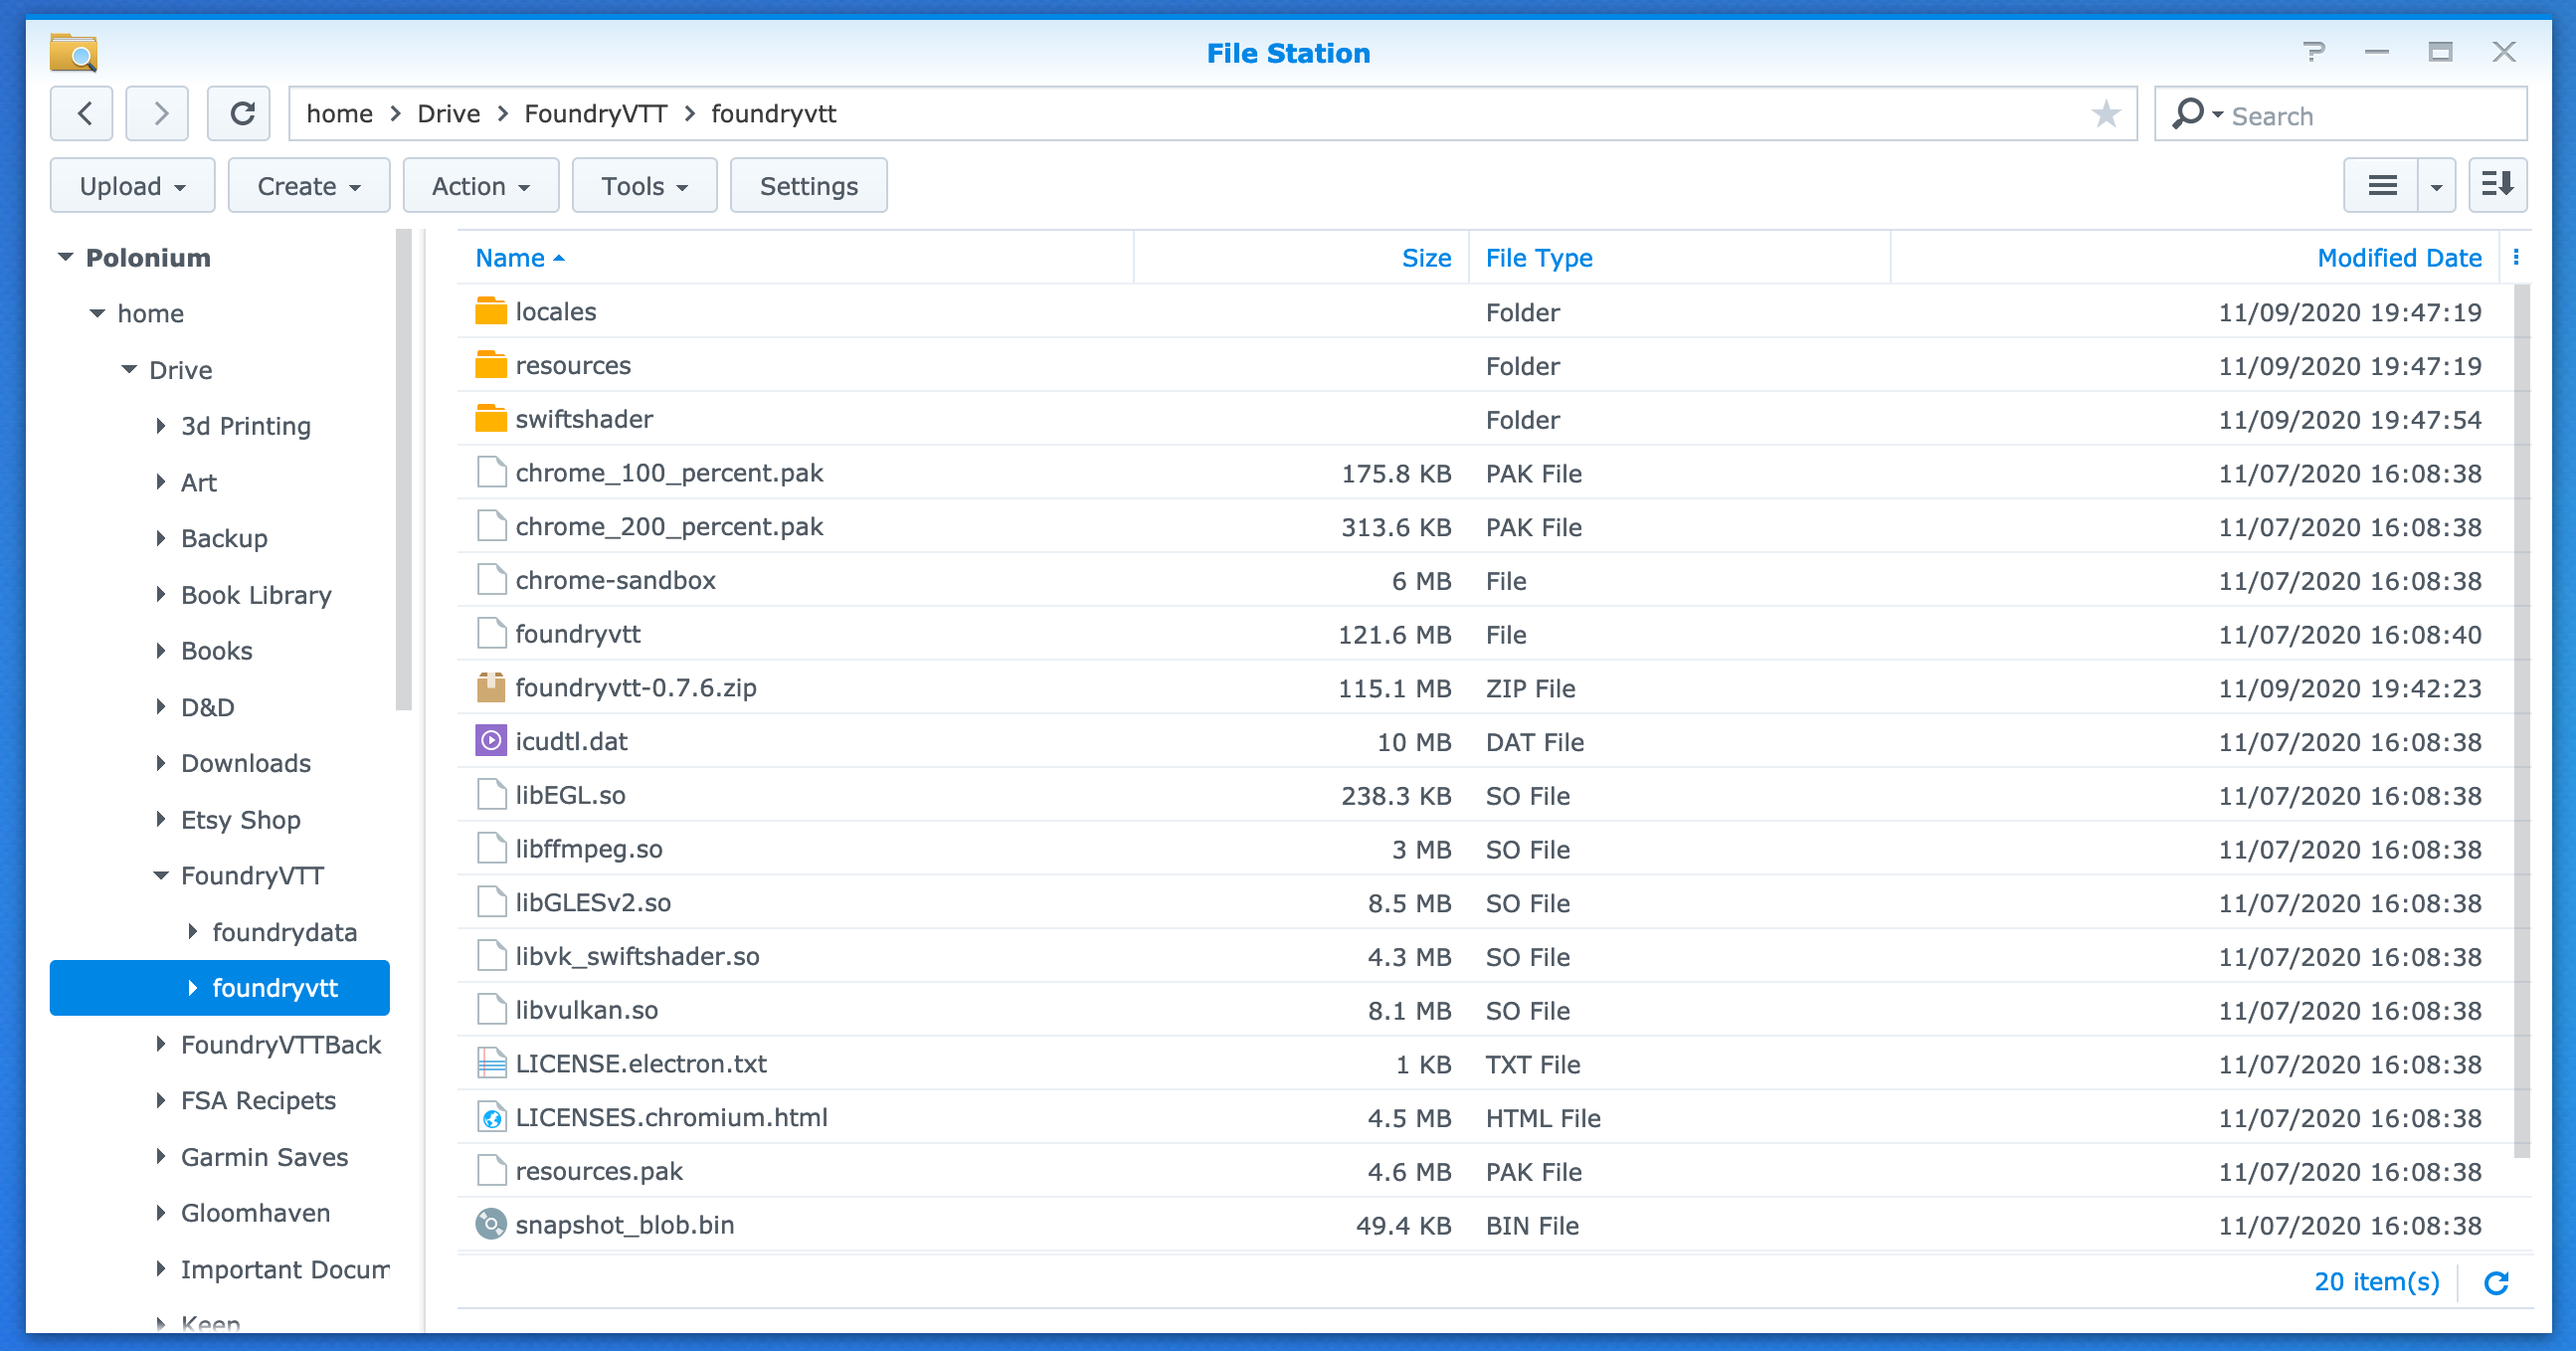 File Station
home > Drive > FoundryVTT > foundryvtt
Search
Upload Create Action Tools Settings
Polonium
home
Drive
3d Printing
Art
Backup
Book Library
Books
D&D
Downloads
Etsy Shop
FoundryVTT
foundrydata
foundryvtt
FoundryVTTBack
FSA Recipets
Garmin Saves
Gloomhaven
Important Docum
Keep
Name Size File Type Modified Date
locales Folder 11/09/2020 19:47:19
resources Folder 11/09/2020 19:47:19
swiftshader Folder 11/09/2020 19:47:54
chrome_100_percent.pak 175.8 KB PAK File 11/07/2020 16:08:38
chrome_200_percent.pak 313.6 KB PAK File 11/07/2020 16:08:38
chrome-sandbox 6 MB File 11/07/2020 16:08:38
foundryvtt 121.6 MB File 11/07/2020 16:08:40
foundryvtt-0.7.6.zip 115.1 MB ZIP File 11/09/2020 19:42:23
icudtl.dat 10 MB DAT File 11/07/2020 16:08:38
libEGL.so 238.3 KB SO File 11/07/2020 16:08:38
libffmpeg.so 3 MB SO File 11/07/2020 16:08:38
libGLESv2.so 8.5 MB SO File 11/07/2020 16:08:38
libvk_swiftshader.so 4.3 MB SO File 11/07/2020 16:08:38
libvulkan.so 8.1 MB SO File 11/07/2020 16:08:38
LICENSE.electron.txt 1 KB TXT File 11/07/2020 16:08:38
LICENSES.chromium.html 4.5 MB HTML File 11/07/2020 16:08:38
resources.pak 4.6 MB PAK File 11/07/2020 16:08:38
snapshot_blob.bin 49.4 KB BIN File 11/07/2020 16:08:38
20 item(s)